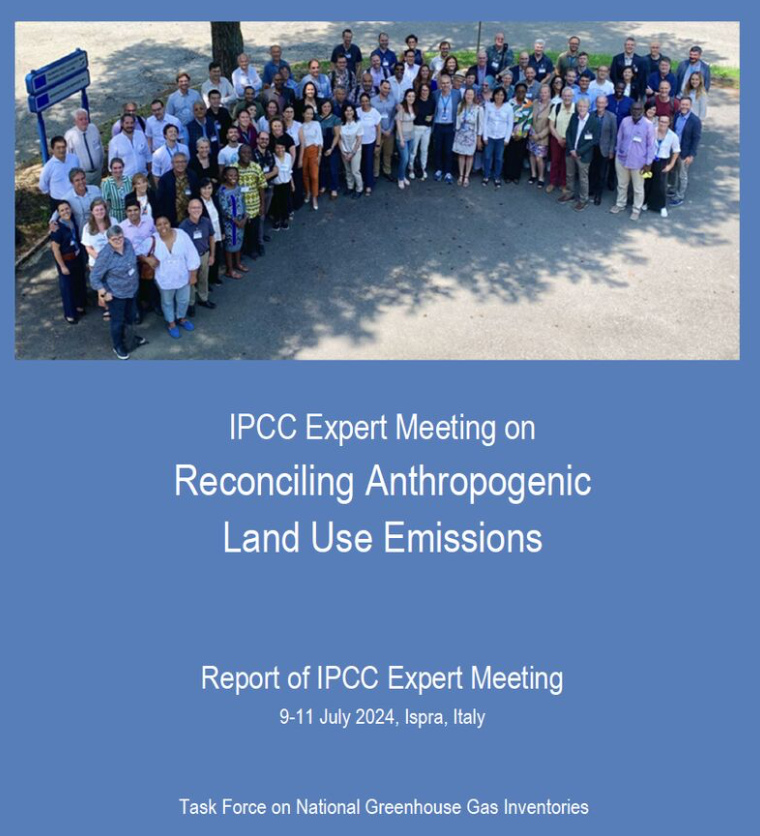 IPCC Expert Meeting on
Reconciling Anthropogenic
Land Use Emissions
Report of IPCC Expert Meeting
9-11 July 2024, Ispra, Italy
Task Force on National Greenhouse Gas Inventories